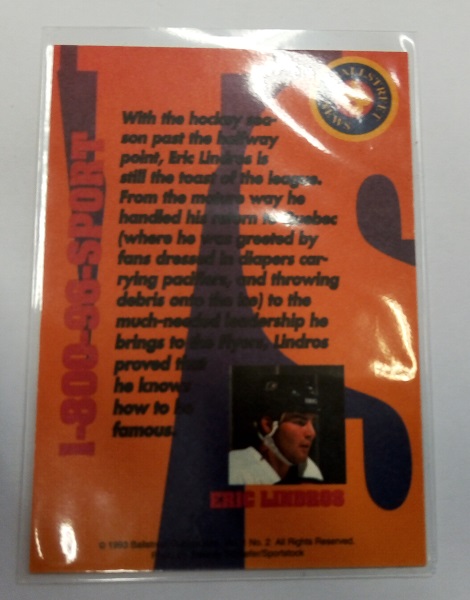 BALLSTREET
NEWS
With the hockey sea-
son past the halfway
point, Eric Lindros is
still the toast of the league.
From the mature way he
handled his return to Quebec
(where he was greeted by
fans dressed in diapers car-
rying pacifiers, and throwing
debris onto the ice) to the
much-needed leadership he
brings to the Flyers, Lindros
proved that
he knows
how to be
famous.
1-800-96-SPORT
ERIC LINDROS
© 1993 Ballstreet No. 2 All Rights Reserved.